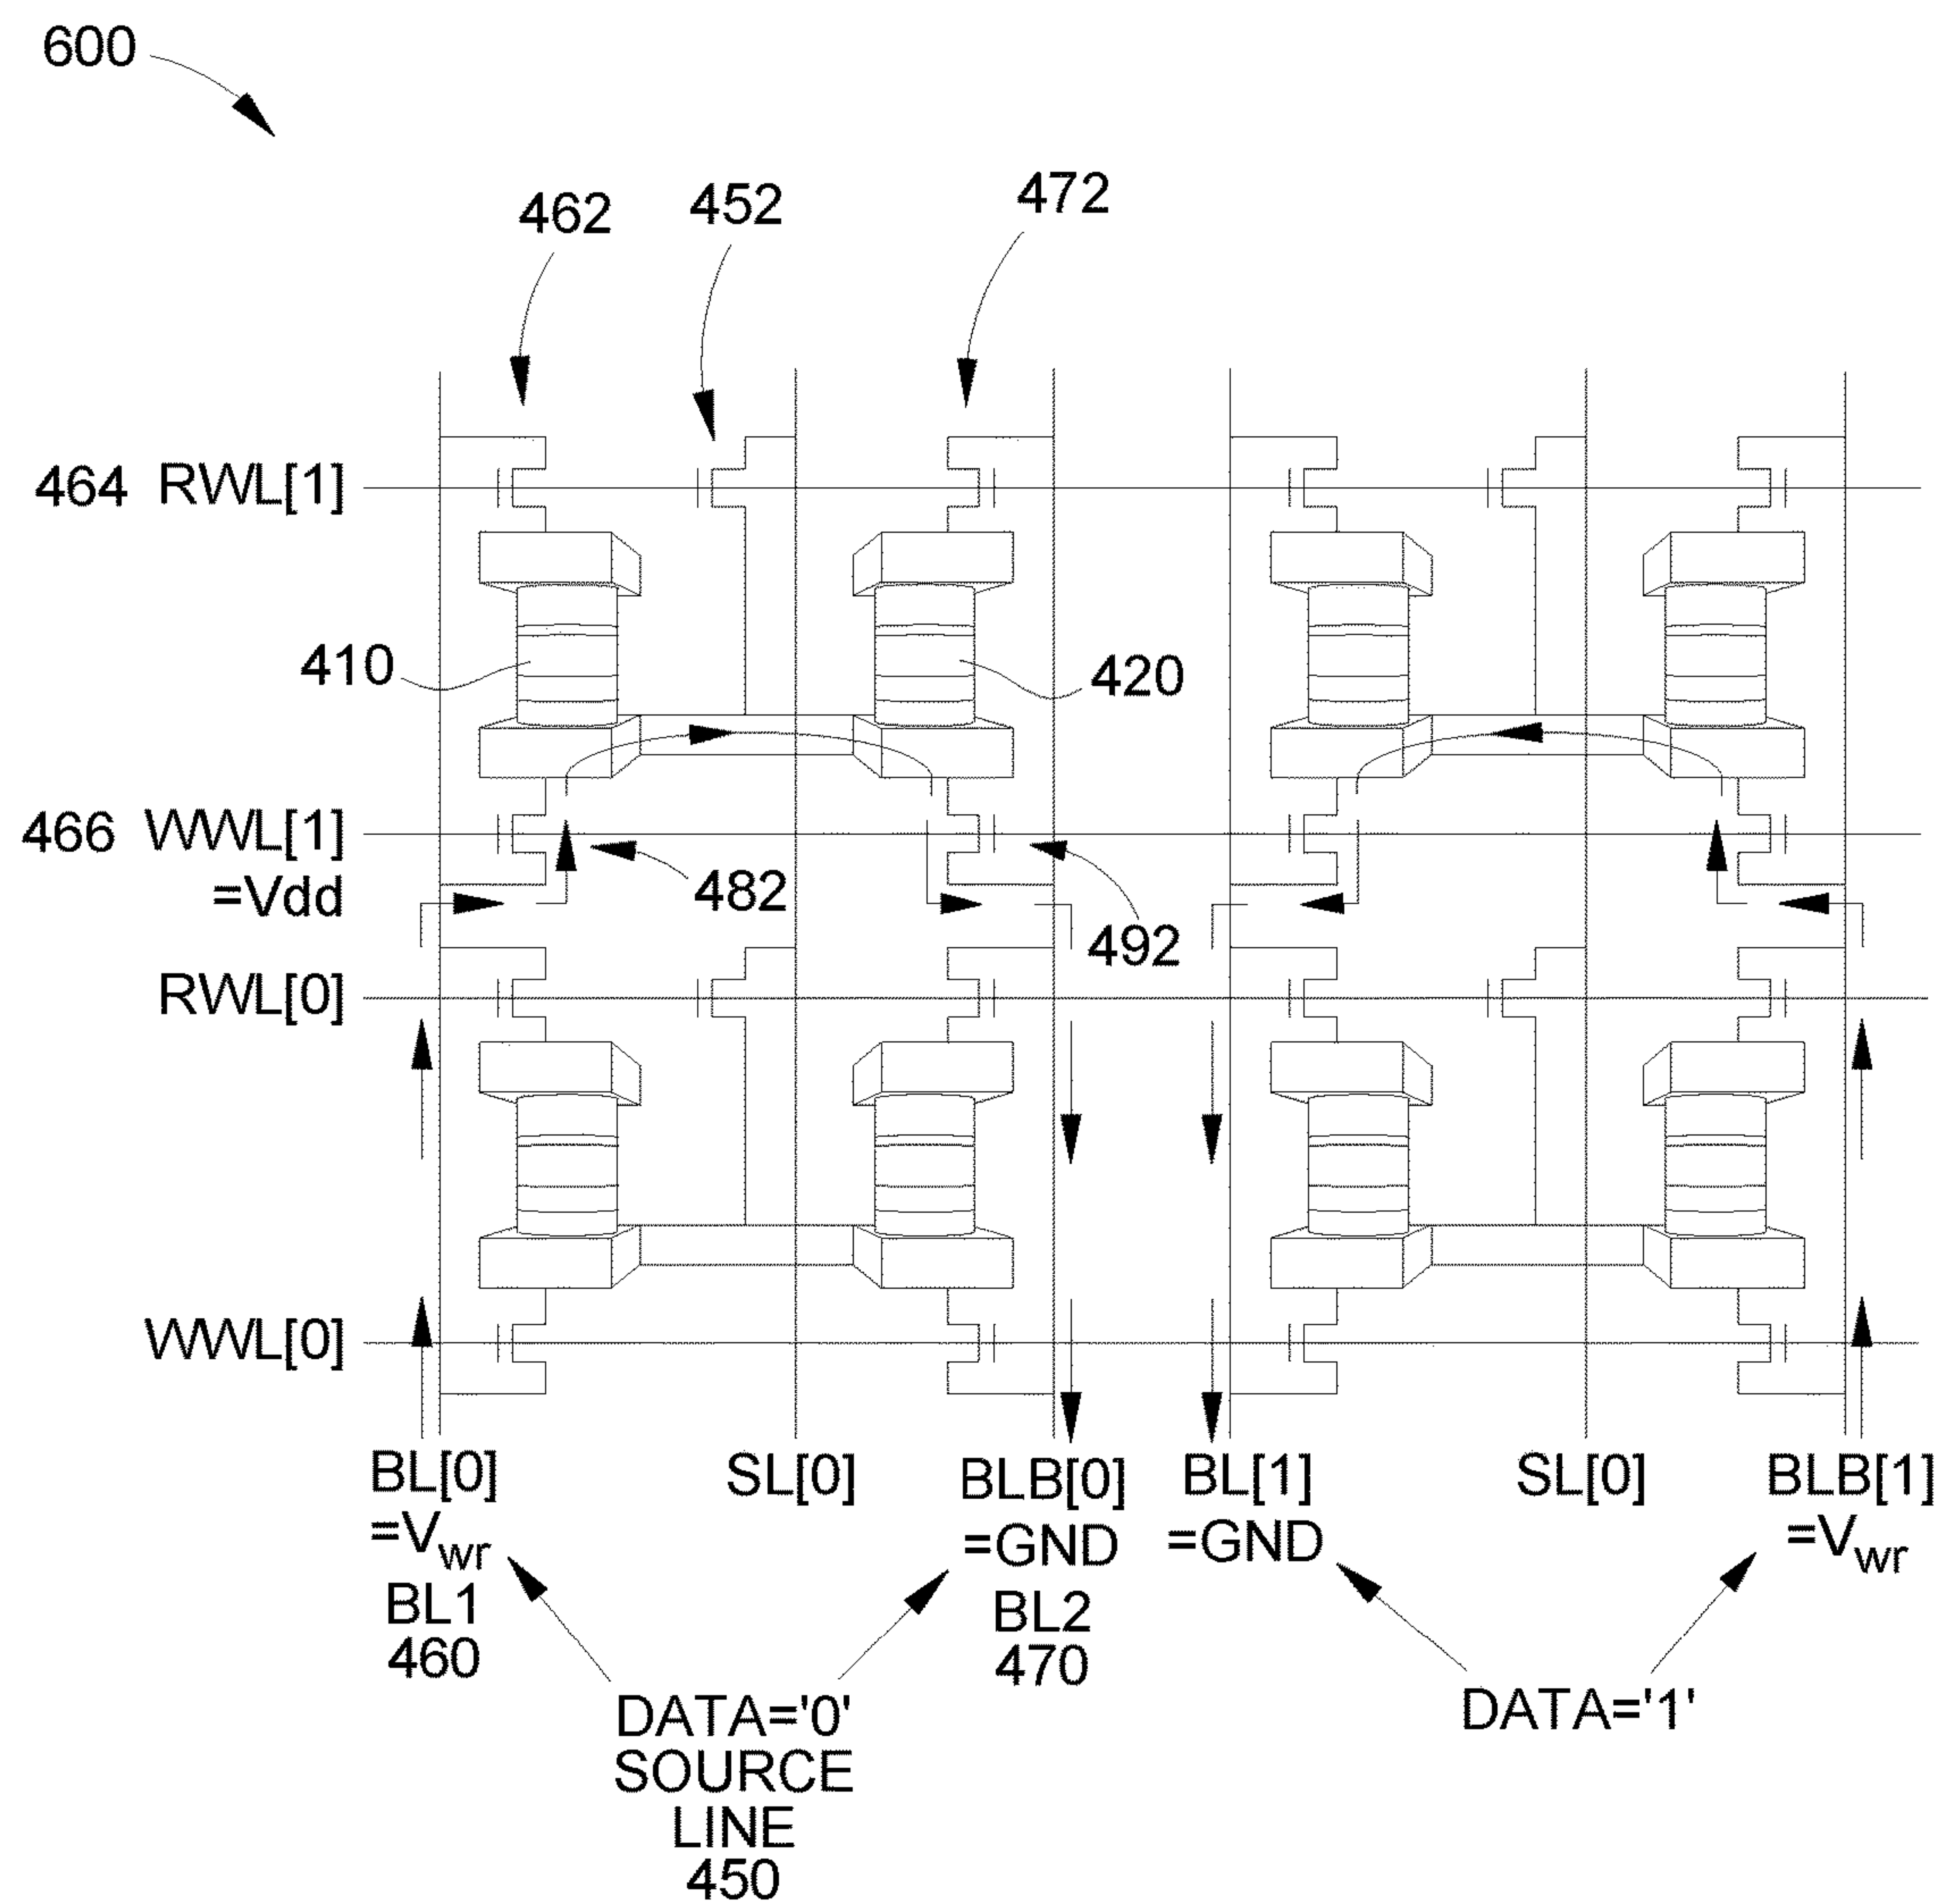 600
462
452
472
464 RWL[1]
410
420
466 WWL[1]
=Vdd
482
492
RWL[0]
WWL[0]
BL[0]
=Vwr
BL1
460
SL[0]
BLB[0]
=GND
BL2
470
BL[1]
=GND
SL[0]
BLB[1]
=Vwr
DATA='0'
SOURCE
LINE
450
DATA='1'